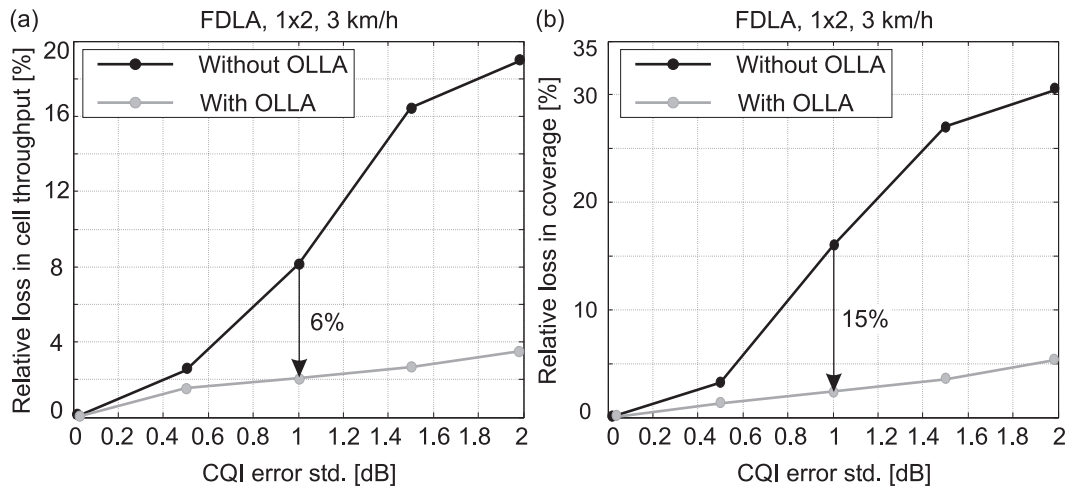 (a)
FDLA, 1x2, 3 km/h
20
16
12
8
4
0
Relative loss in cell throughput [%]
Without OLLA
With OLLA
6%
0 0.2 0.4 0.6 0.8 1 1.2 1.4 1.6 1.8 2
CQI error std. [dB]
(b)
FDLA, 1x2, 3 km/h
35
30
20
10
5
0
Relative loss in coverage [%]
Without OLLA
With OLLA
15%
0 0.2 0.4 0.6 0.8 1 1.2 1.4 1.6 1.8 2
CQI error std. [dB]